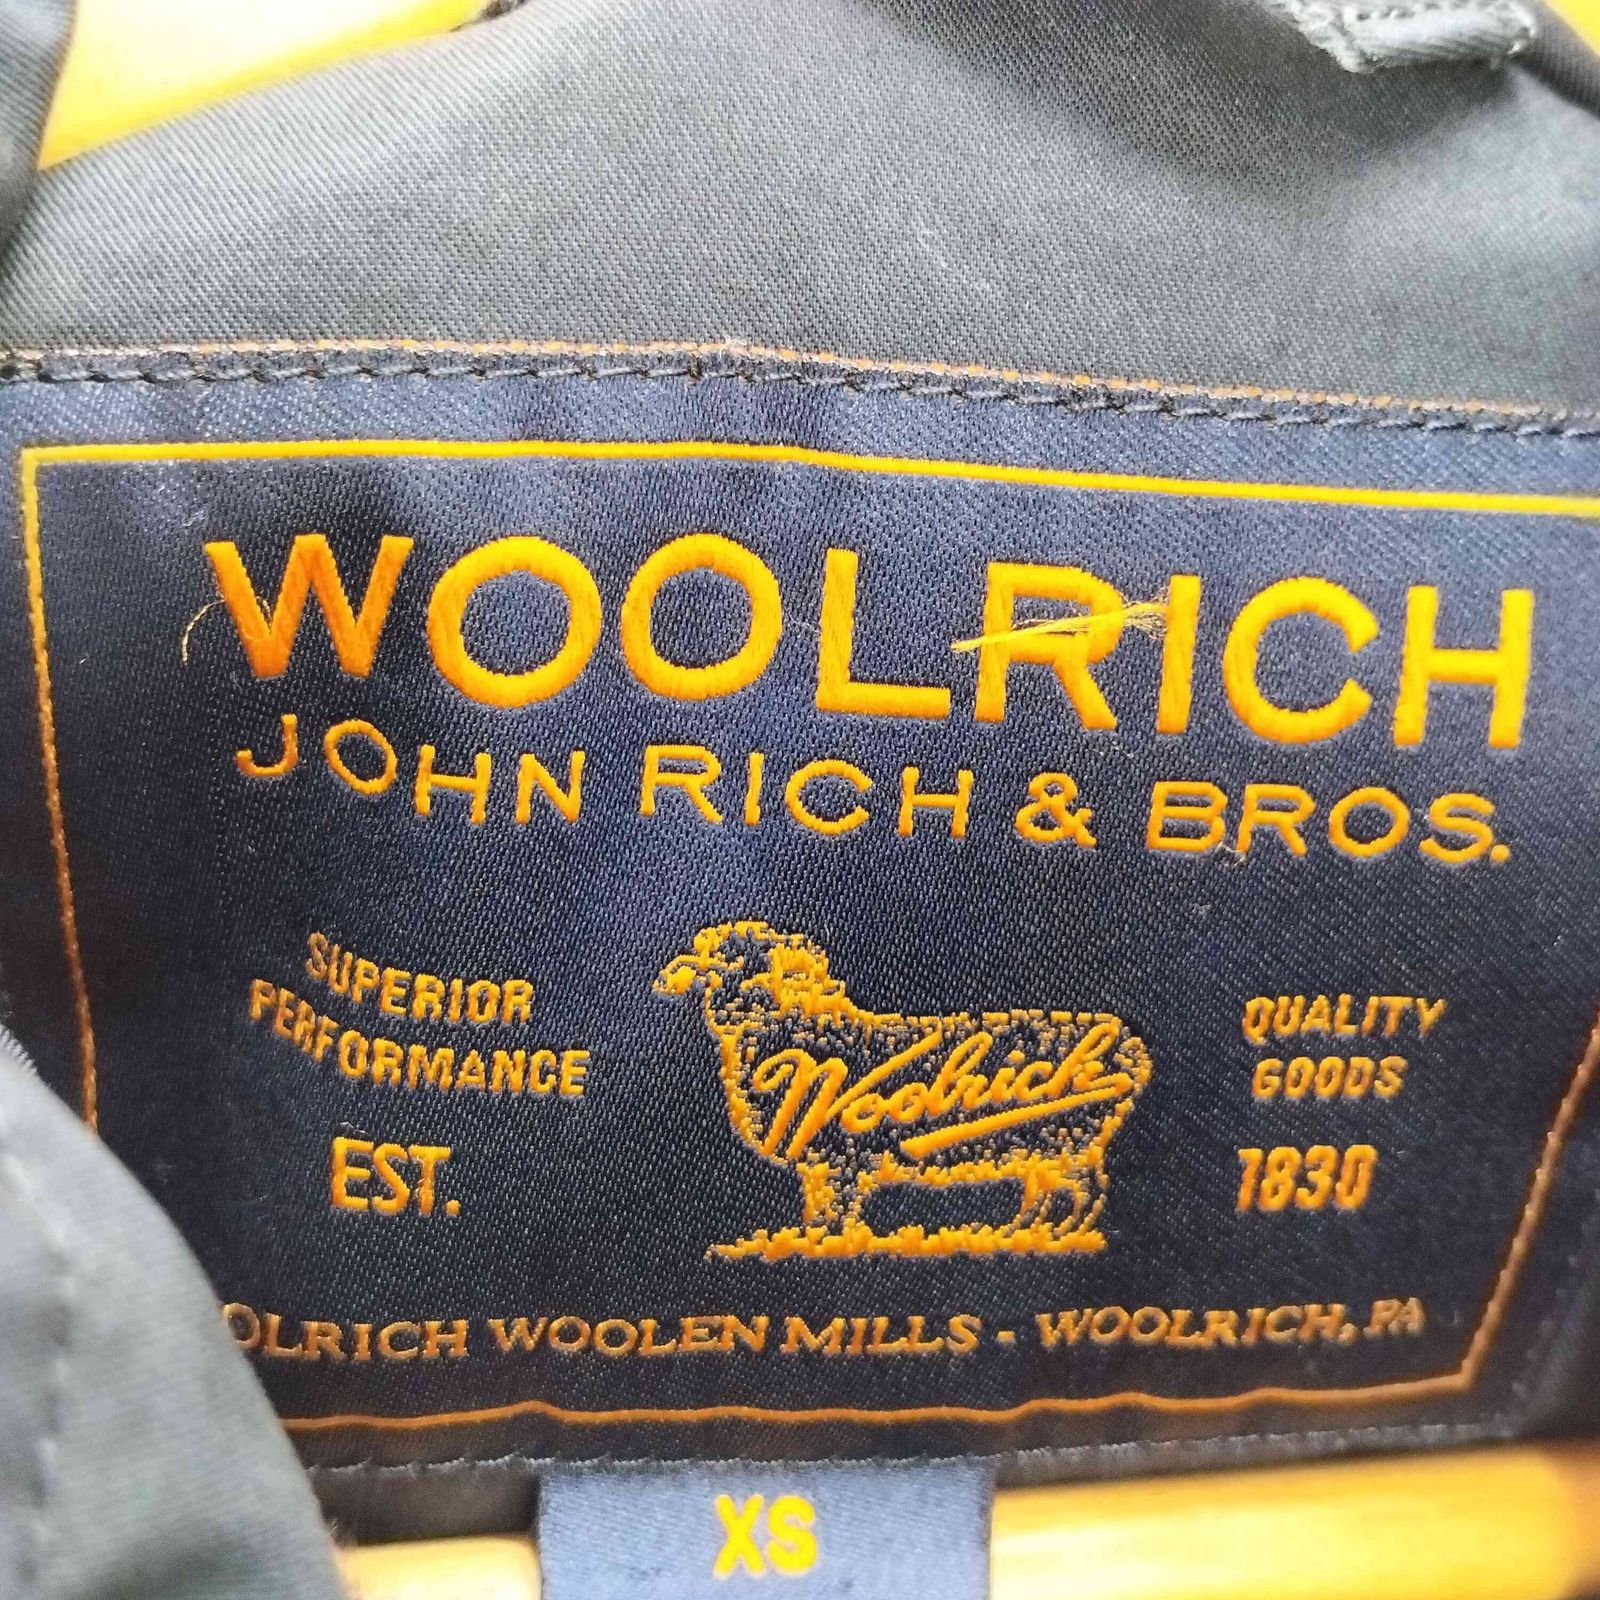 WOOLRICH
JOHN RICH & BROS.
SUPERIOR
PERFORMANCE
EST.
Woolrich
QUALITY
GOODS
1830
OLRICH WOOLEN MILLS - WOOLRICH, PA
XS